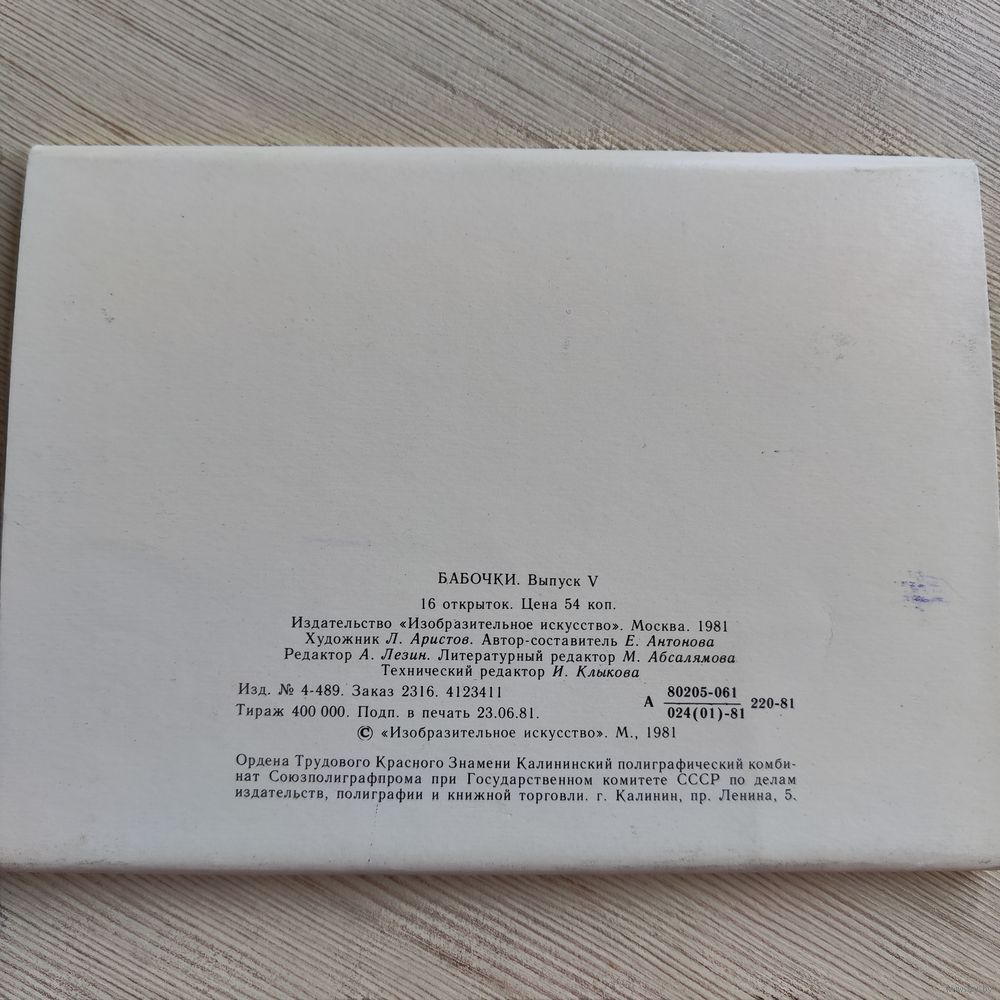 БАБОЧКИ. Выпуск V
16 открыток. Цена 54 коп.
Издательство «Изобразительное искусство». Москва. 1981
Художник Л. Аристов. Автор-составитель Е. Антонова
Редактор А. Лезин. Литературный редактор М. Абсалямова
Технический редактор И. Клыкова
Изд. № 4-489. Заказ 2316. 4123411
Тираж 400 000. Подп. в печать 23.06.81.
А 80205-061 220-81
024(01)-81
© «Изобразительное искусство». М., 1981
Ордена Трудового Красного Знамени Калининский полиграфический комби-
нат Союзполиграфпрома при Государственном комитете СССР по делам
издательств, полиграфии и книжной торговли. г. Калинин, пр. Ленина, 5.